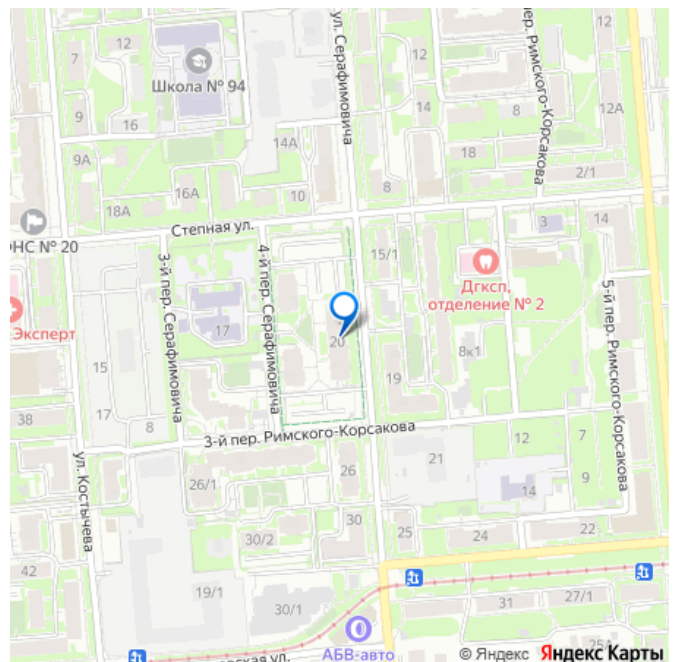 12
7
Школа № 94
9
16
14А
9А
16А
18А
10
ул. Серафимовича
12
14
8
18
8
12А
2/1
пер. Римского-Корсакова
Степная ул.
НС № 20
3-й пер. Серафимовича
4-й пер. Серафимовича
15/1
3
14
Дгксп,
отделение № 2
5-й пер. Римского-Корсакова
Эксперт
17
20
15
19
8к1
38
17
8
3-й пер. Римского-Корсакова
12
7
ул. Костычева
26/1
26
21
9
14
30/2
30
25
24
22
42
19/1
30/1
31
27/1
АБВ-авто
25А
© Яндекс Яндекс Карты